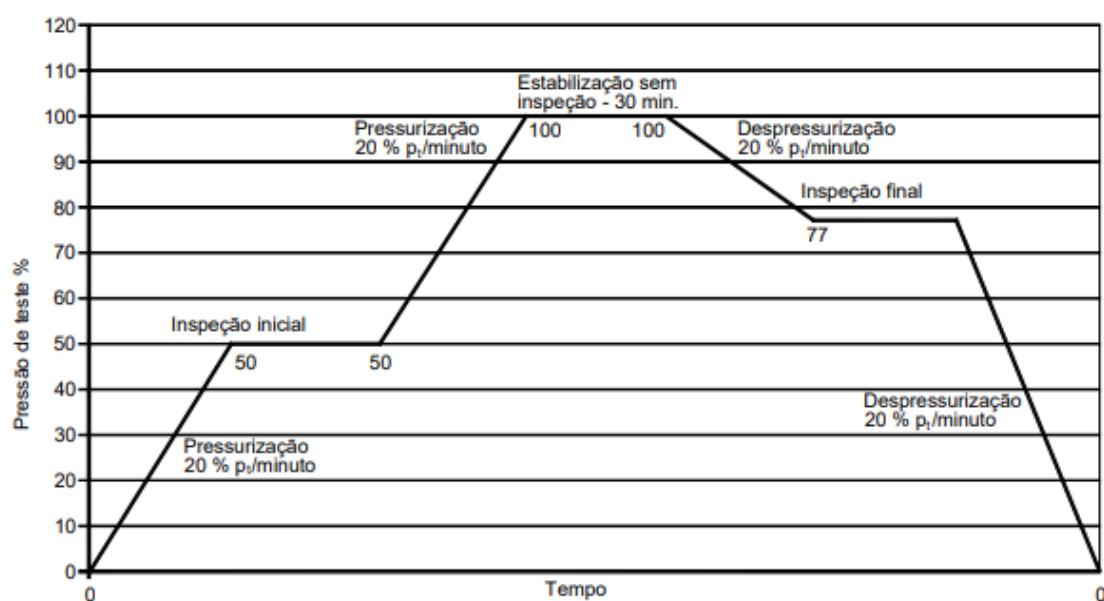 120
110
100
90
80
70
60
50
40
30
20
10
0
Pressão de teste %
Estabilização sem
inspeção - 30 min.
Pressurização
20 % pt/minuto
100
100
Despressurização
20 % pt/minuto
Inspeção final
77
Inspeção inicial
50
50
Pressurização
20 % pt/minuto
Despressurização
20 % pt/minuto
0
Tempo
0